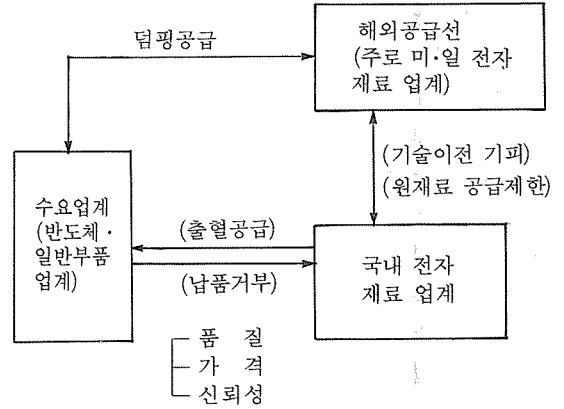 덤핑공급
해외공급선
(주로 미·일 전자
재료 업계)
(기술이전 기피)
(원재료 공급제한)
수요업계
(반도체·
일반부품
업계)
(출혈공급)
(납품거부)
국내 전자
재료 업계
품 질
가 격
신뢰성